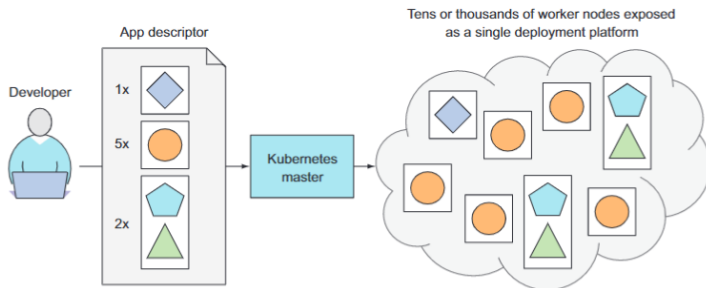 Tens or thousands of worker nodes exposed
as a single deployment platform
App descriptor
Developer
1x
5x
2x
Kubernetes
master